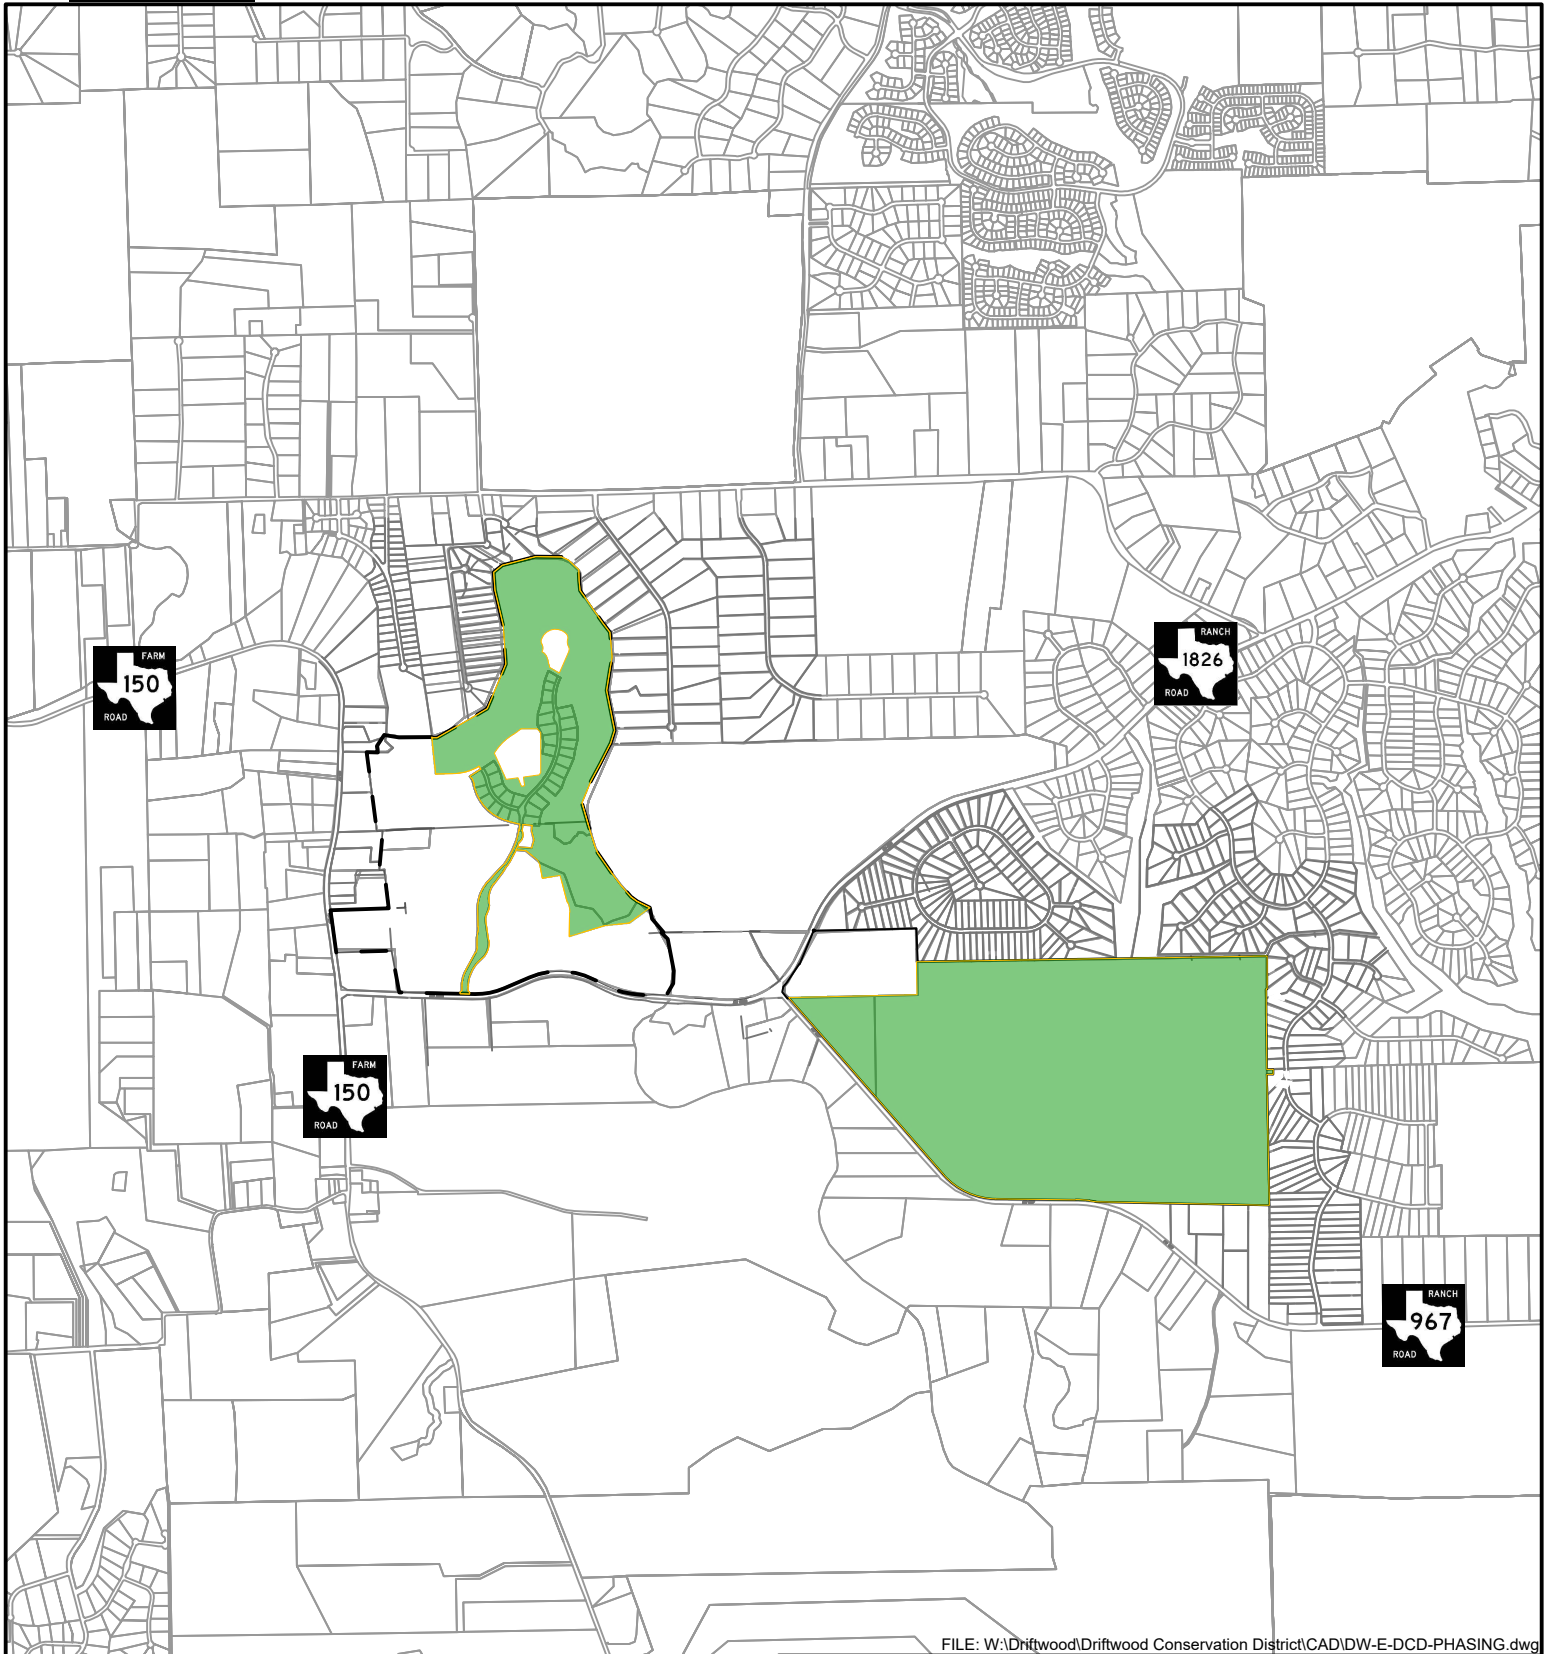 RANCH
1826
ROAD
FARM
150
ROAD
FARM
150
ROAD
RANCH
967
ROAD
FILE: W:\Driftwood\Driftwood Conservation District\CAD\DW-E-DCD-PHASING.dwg